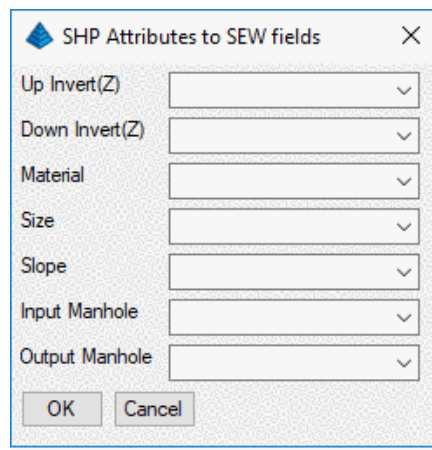 SHP Attributes to SEW fields
Up Invert(Z)
Down Invert(Z)
Material
Size
Slope
Input Manhole
Output Manhole
OK Cancel